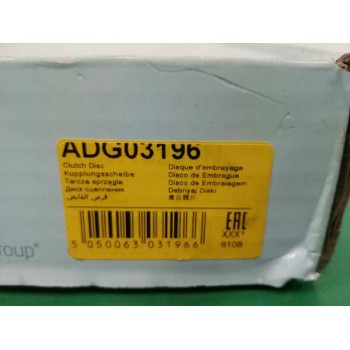 ADG03196
Clutch Disc
Kupplungsscheibe
Tarcza sprzęgła
Диск сцепления
قرص القابض
Disque d'embrayage
Disco de Embrague
Disco de Embraiagem
Debriyaj Diski
離合器片
EAC
XXX1
6108
5 050063 031966
roup®